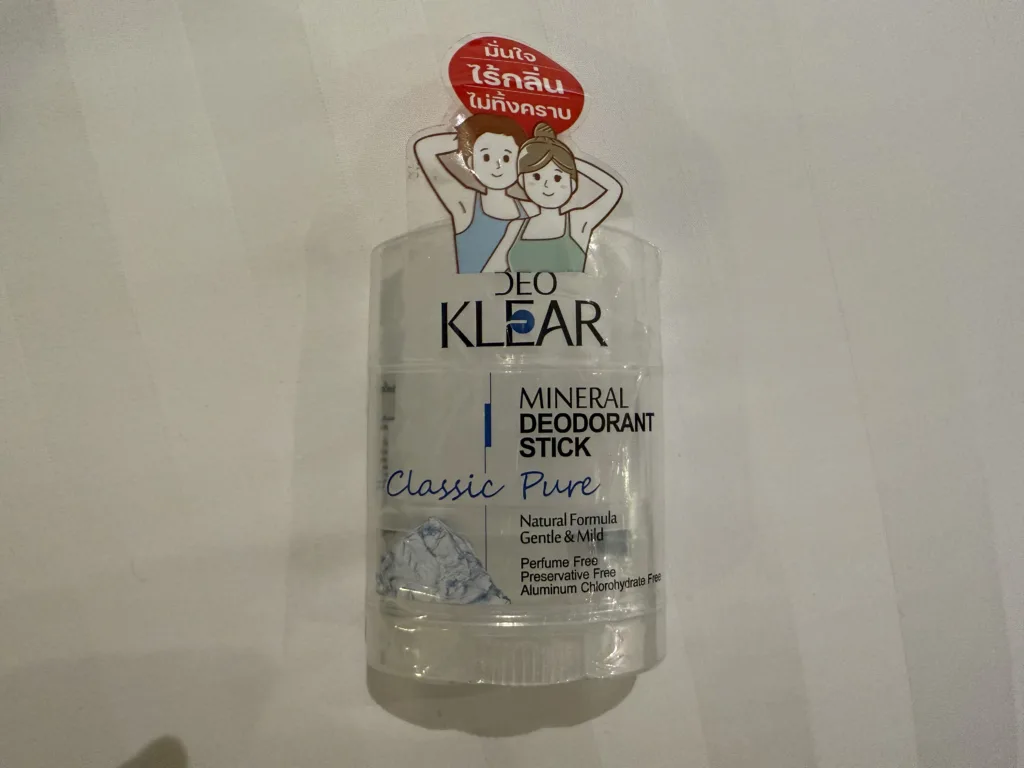 มั่นใจ
ไร้กลิ่น
ไม่ทิ้งคราบ
DEO
KLEAR
MINERAL
DEODORANT
STICK
Classic Pure
Natural Formula
Gentle & Mild
Perfume Free
Preservative Free
Aluminum Chlorohydrate Free